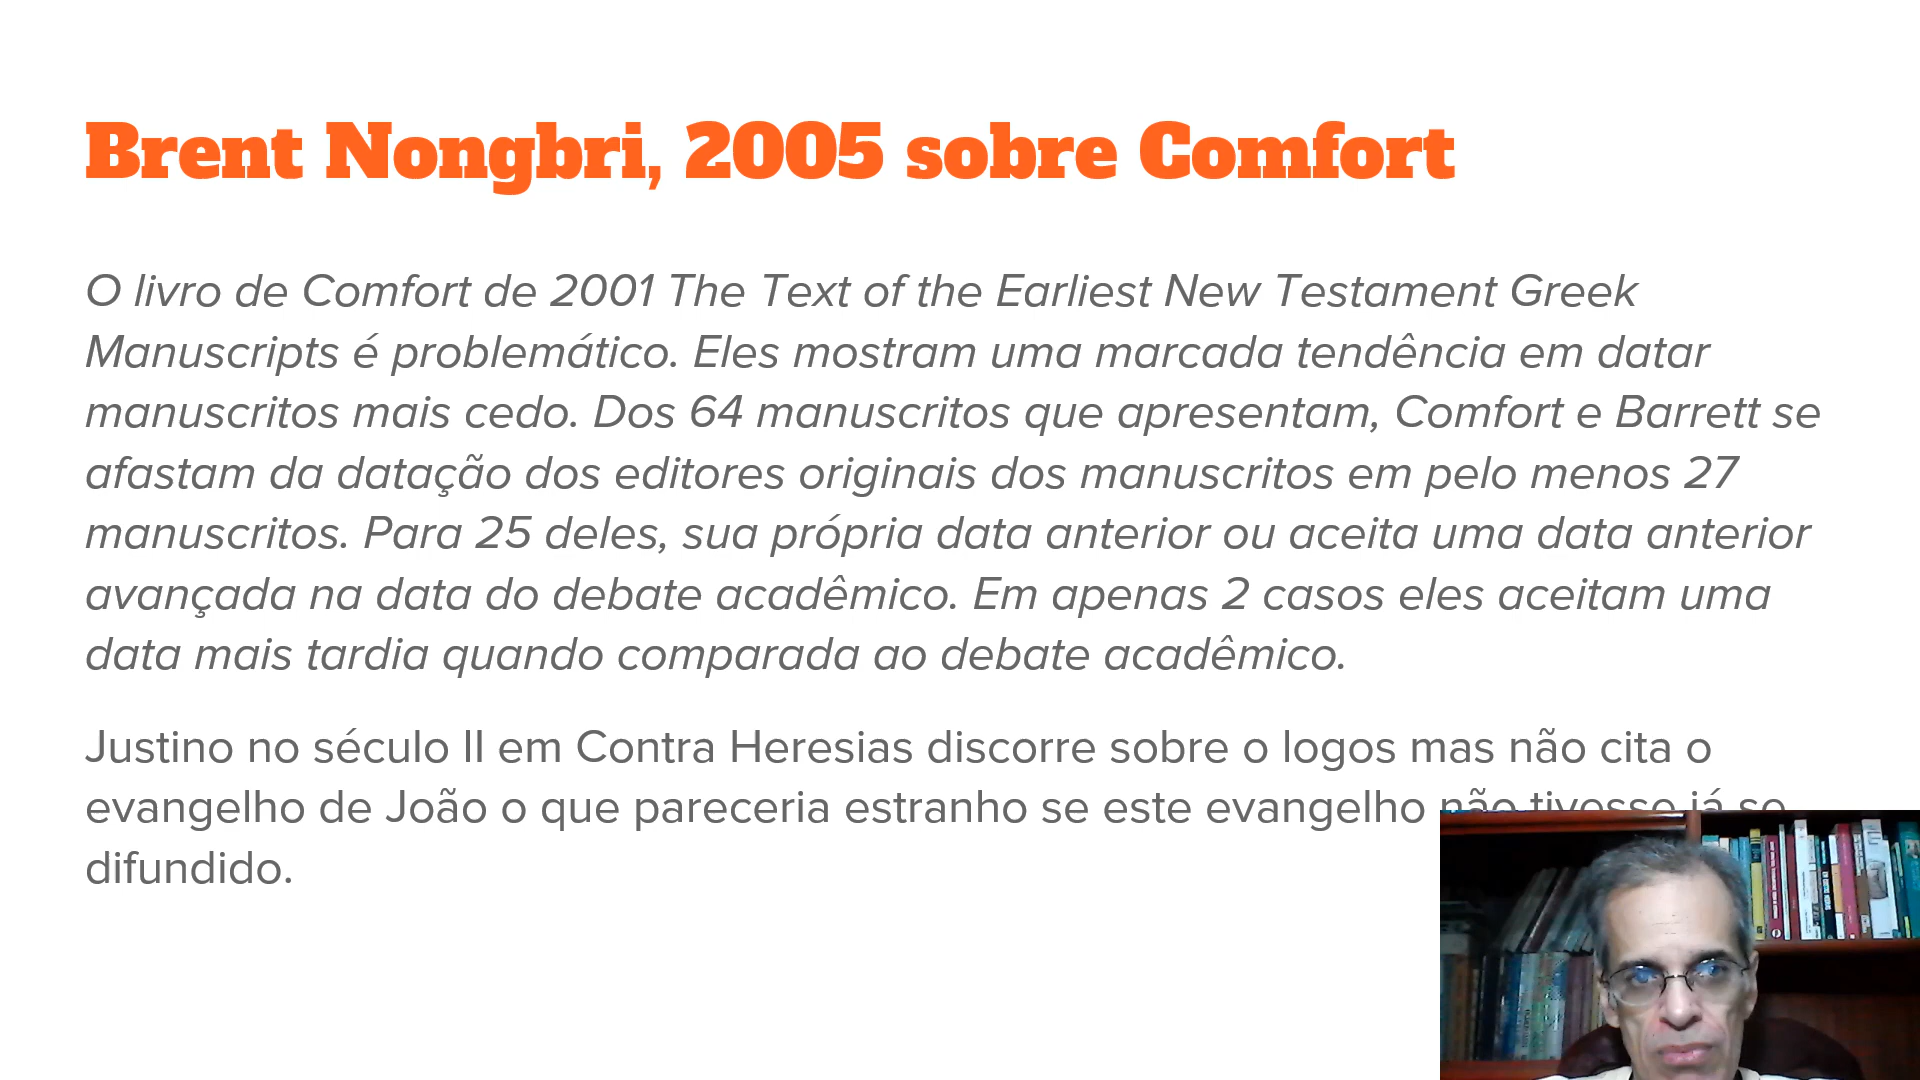 Brent Nongbri, 2005 sobre Comfort
O livro de Comfort de 2001 The Text of the Earliest New Testament Greek
Manuscripts é problemático. Eles mostram uma marcada tendência em datar
manuscritos mais cedo. Dos 64 manuscritos que apresentam, Comfort e Barrett se
afastam da datação dos editores originais dos manuscritos em pelo menos 27
manuscritos. Para 25 deles, sua própria data anterior ou aceita uma data anterior
avançada na data do debate acadêmico. Em apenas 2 casos eles aceitam uma
data mais tardia quando comparada ao debate acadêmico.
Justino no século II em Contra Heresias discorre sobre o logos mas não cita o
evangelho de João o que pareceria estranho se este evangelho não tivesse já se
difundido.